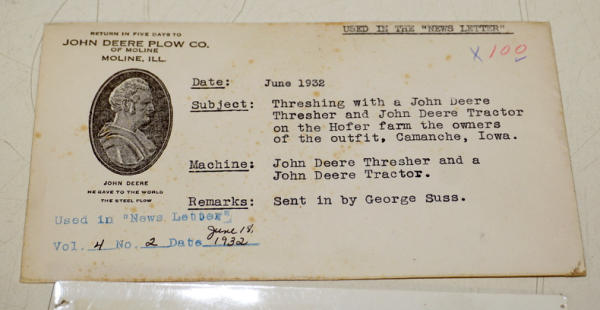 RETURN IN FIVE DAYS TO
JOHN DEERE PLOW CO.
OF MOLINE
MOLINE, ILL.
USED IN THE "NEWS LETTER".
X100
Date: June 1932
Subject: Threshing with a John Deere
Thresher and John Deere Tractor
on the Hofer farm the owners
of the outfit, Camanche, Iowa.
Machine: John Deere Thresher and a
John Deere Tractor.
Remarks: Sent in by George Suss.
JOHN DEERE
HE GAVE TO THE WORLD
THE STEEL PLOW
Used in "News Letter"
Vol. 4 No. 2 Date June 18, 1932